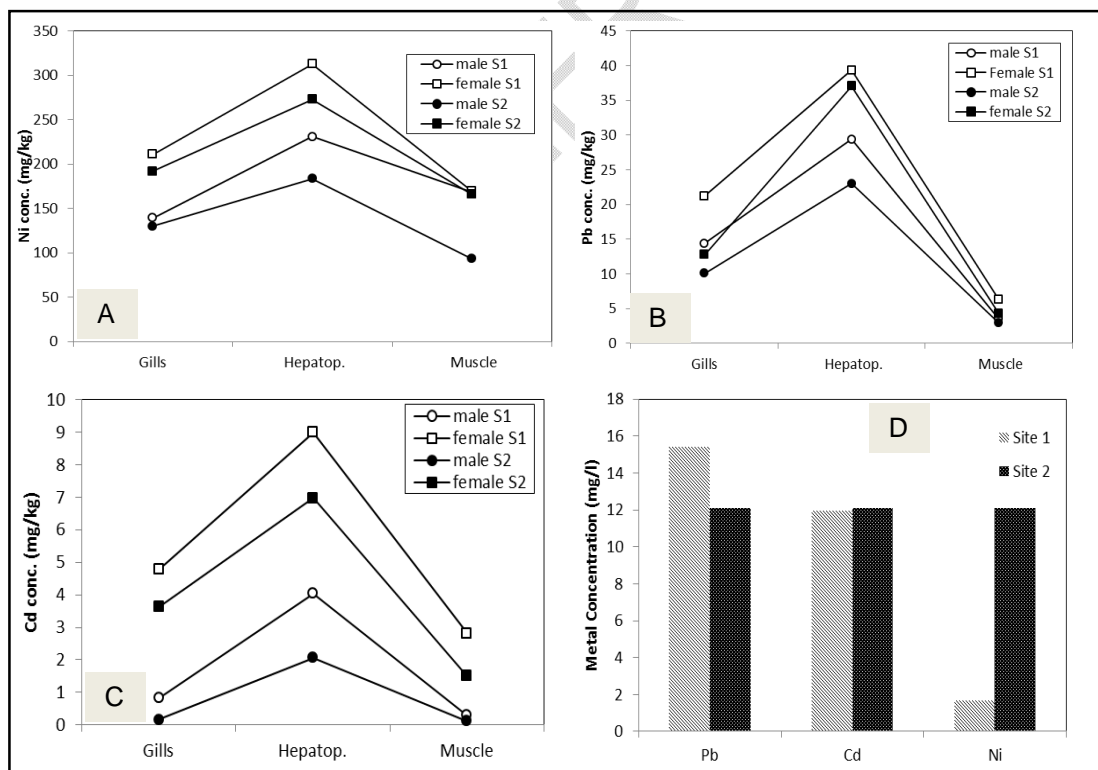 350
300
250
200
150
100
50
0
Ni conc. (mg/kg)
male S1
female S1
male S2
female S2
A
Gills Hepatop. Muscle
45
40
35
30
25
20
15
10
5
0
Pb conc. (mg/kg)
male S1
Female S1
male S2
female S2
B
Gills Hepatop. Muscle
10
9
8
7
6
5
4
3
2
1
0
Cd conc. (mg/kg)
male S1
female S1
male S2
female S2
C
Gills Hepatop. Muscle
18
16
14
12
10
8
6
4
2
0
Metal Concentration (mg/l)
D
Site 1
Site 2
Pb Cd Ni